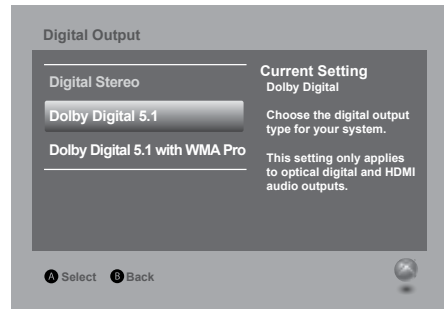 Digital Output
Digital Stereo
Dolby Digital 5.1
Dolby Digital 5.1 with WMA Pro
Current Setting
Dolby Digital
Choose the digital output
type for your system.
This setting only applies
to optical digital and HDMI
audio outputs.
A Select B Back